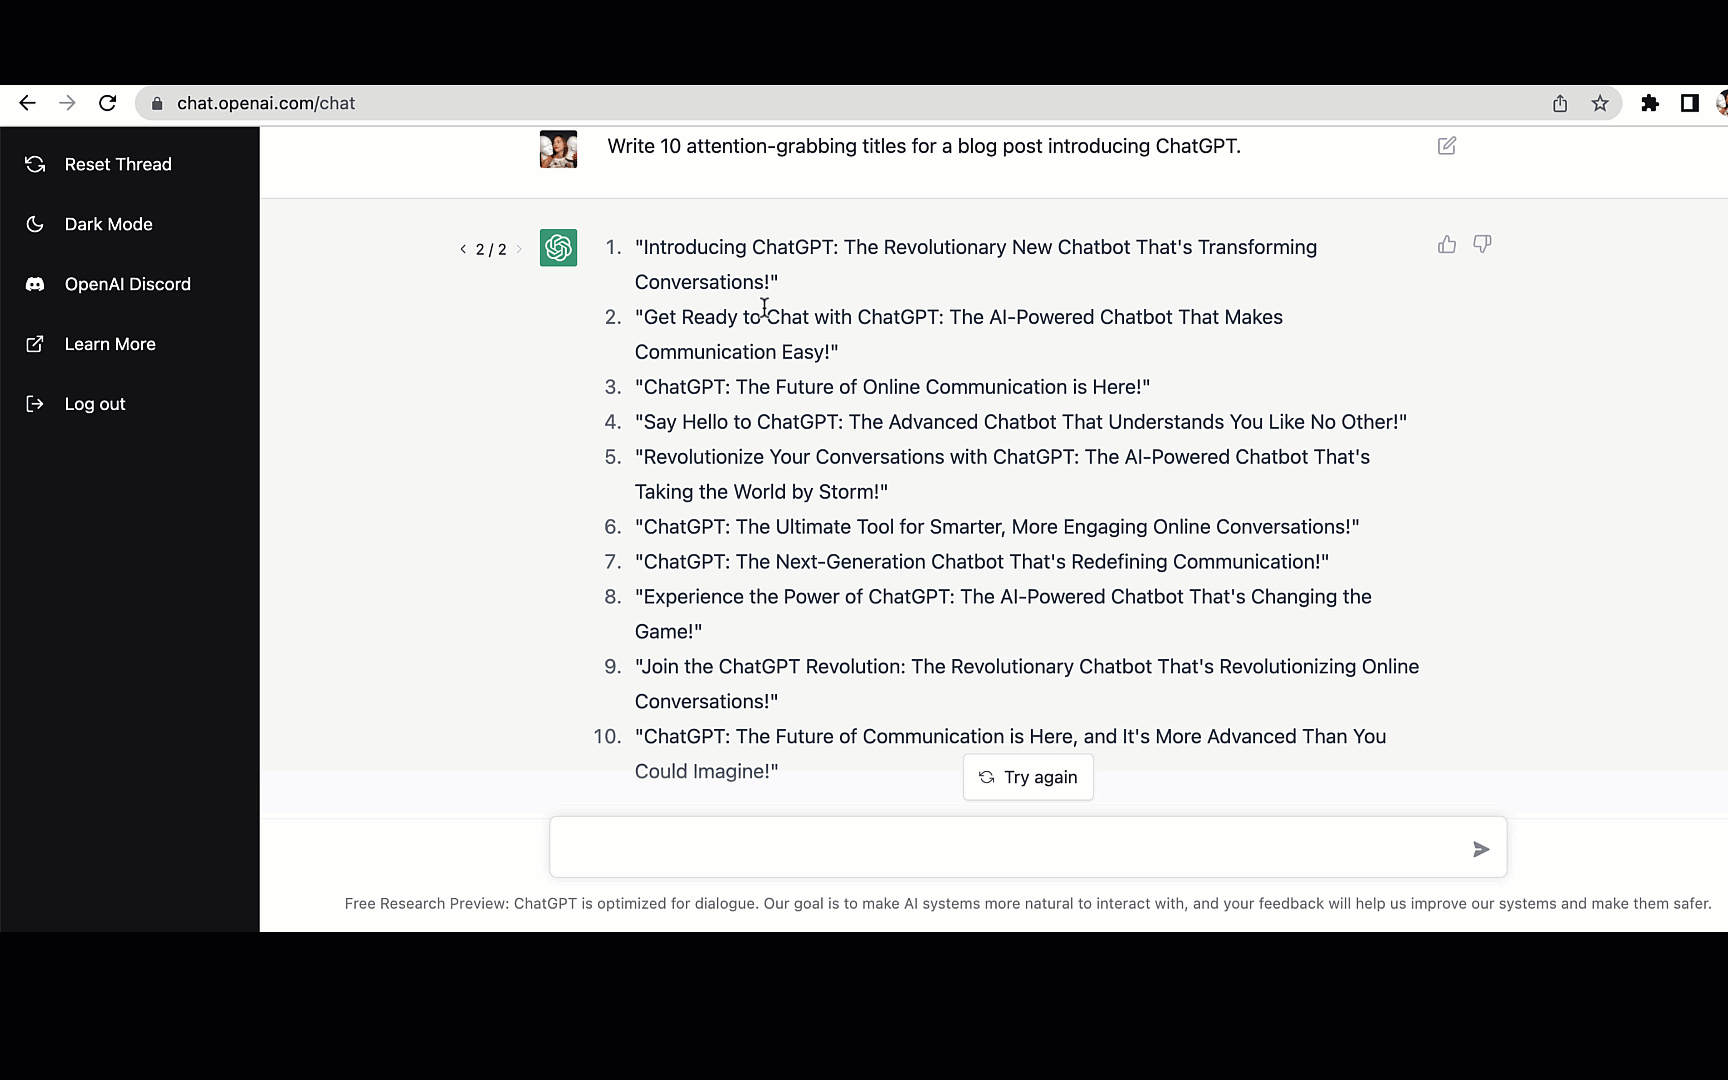 chat.openai.com/chat
Reset Thread
Dark Mode
OpenAI Discord
Learn More
Log out
Write 10 attention-grabbing titles for a blog post introducing ChatGPT.
< 2 / 2 >
1. "Introducing ChatGPT: The Revolutionary New Chatbot That's Transforming
Conversations!"
2. "Get Ready to Chat with ChatGPT: The AI-Powered Chatbot That Makes
Communication Easy!"
3. "ChatGPT: The Future of Online Communication is Here!"
4. "Say Hello to ChatGPT: The Advanced Chatbot That Understands You Like No Other!"
5. "Revolutionize Your Conversations with ChatGPT: The AI-Powered Chatbot That's
Taking the World by Storm!"
6. "ChatGPT: The Ultimate Tool for Smarter, More Engaging Online Conversations!"
7. "ChatGPT: The Next-Generation Chatbot That's Redefining Communication!"
8. "Experience the Power of ChatGPT: The AI-Powered Chatbot That's Changing the
Game!"
9. "Join the ChatGPT Revolution: The Revolutionary Chatbot That's Revolutionizing Online
Conversations!"
10. "ChatGPT: The Future of Communication is Here, and It's More Advanced Than You
Could Imagine!"
Try again
Free Research Preview: ChatGPT is optimized for dialogue. Our goal is to make AI systems more natural to interact with, and your feedback will help us improve our systems and make them safer.